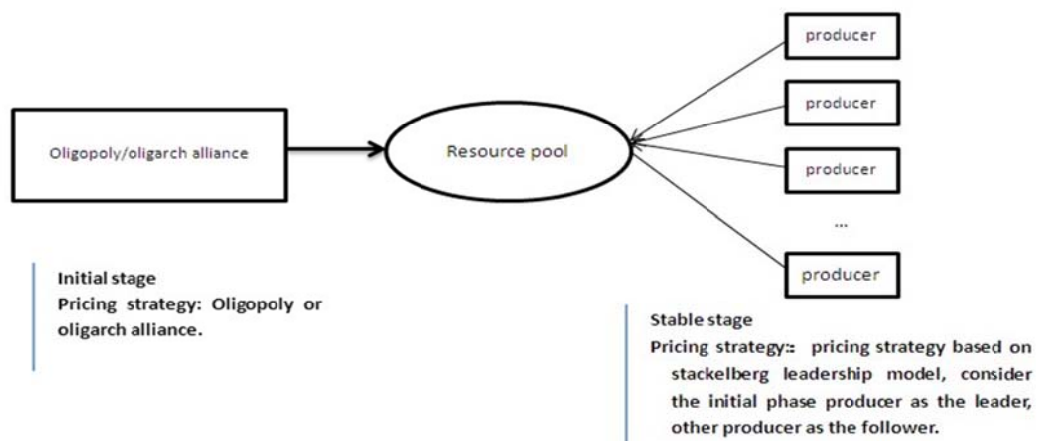 producer
producer
Oligopoly/oligarch alliance
Resource pool
producer
...
producer
Initial stage
Pricing strategy: Oligopoly or
oligarch alliance.
Stable stage
Pricing strategy:: pricing strategy based on
stackelberg leadership model, consider
the initial phase producer as the leader,
other producer as the follower.